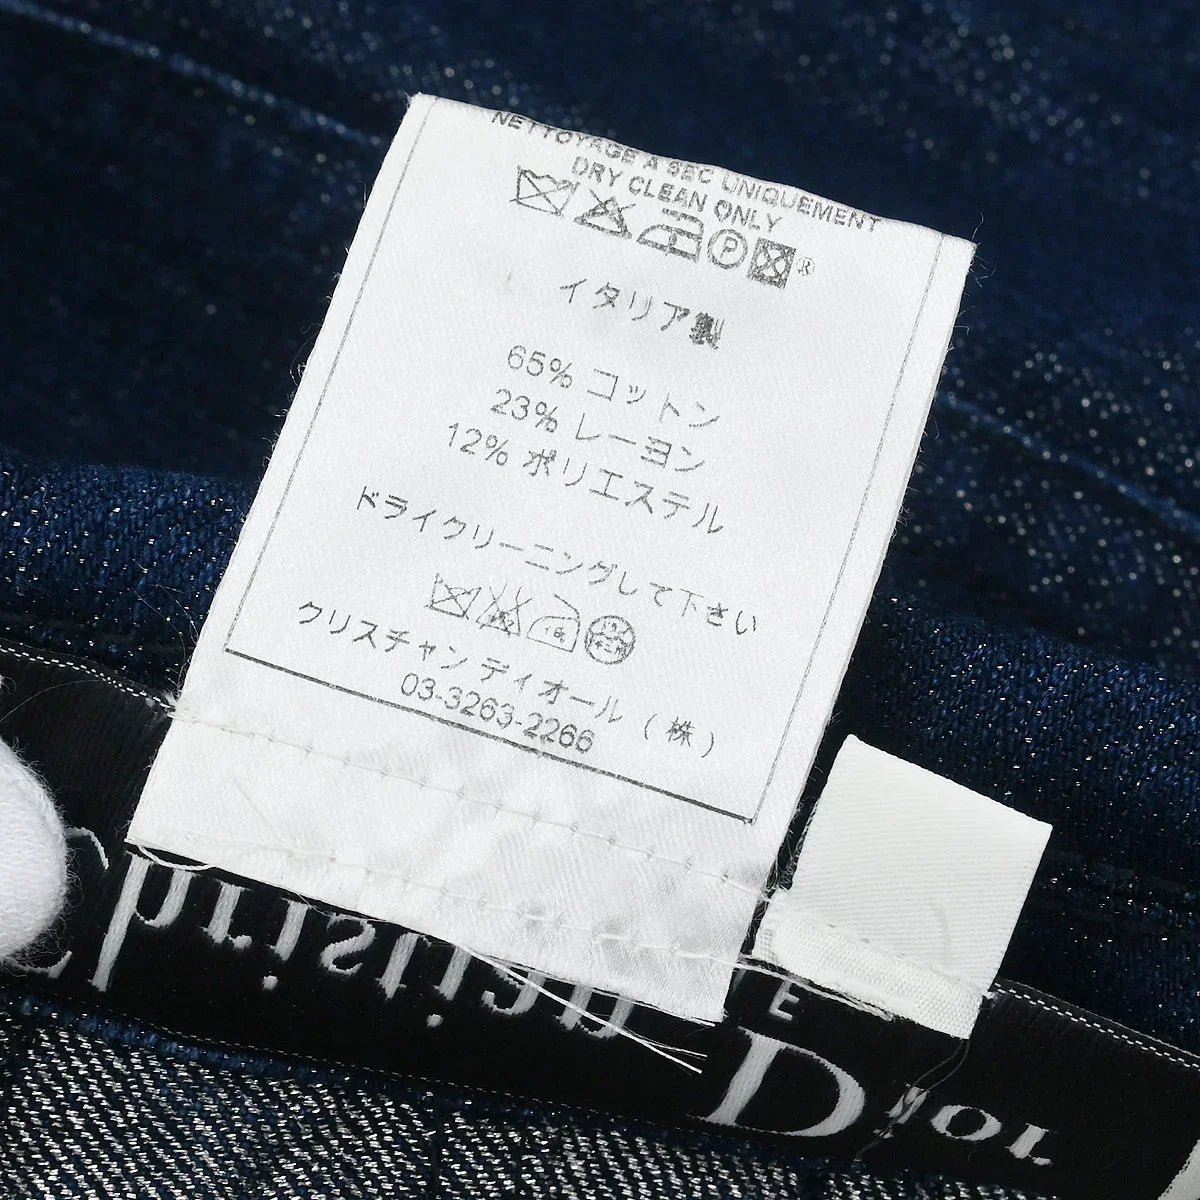 NETTOYAGE A SEC UNIQUEMENT
DRY CLEAN ONLY
P ®
イタリア製
65% コットン
23% レーヨン
12% ポリエステル
ドライクリーニングして下さい
クリスチャン ディオール (株)
03-3263-2266
E
Christian Dior